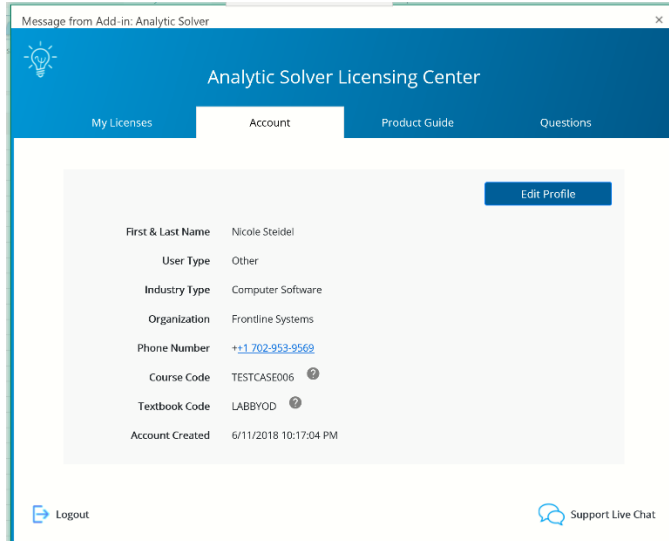 Message from Add-in: Analytic Solver
Analytic Solver Licensing Center
My Licenses Account Product Guide Questions
Edit Profile
First & Last Name Nicole Steidel
User Type Other
Industry Type Computer Software
Organization Frontline Systems
Phone Number ++1 702-953-9569
Course Code TESTCASE006 ?
Textbook Code LABBYOD ?
Account Created 6/11/2018 10:17:04 PM
Logout Support Live Chat